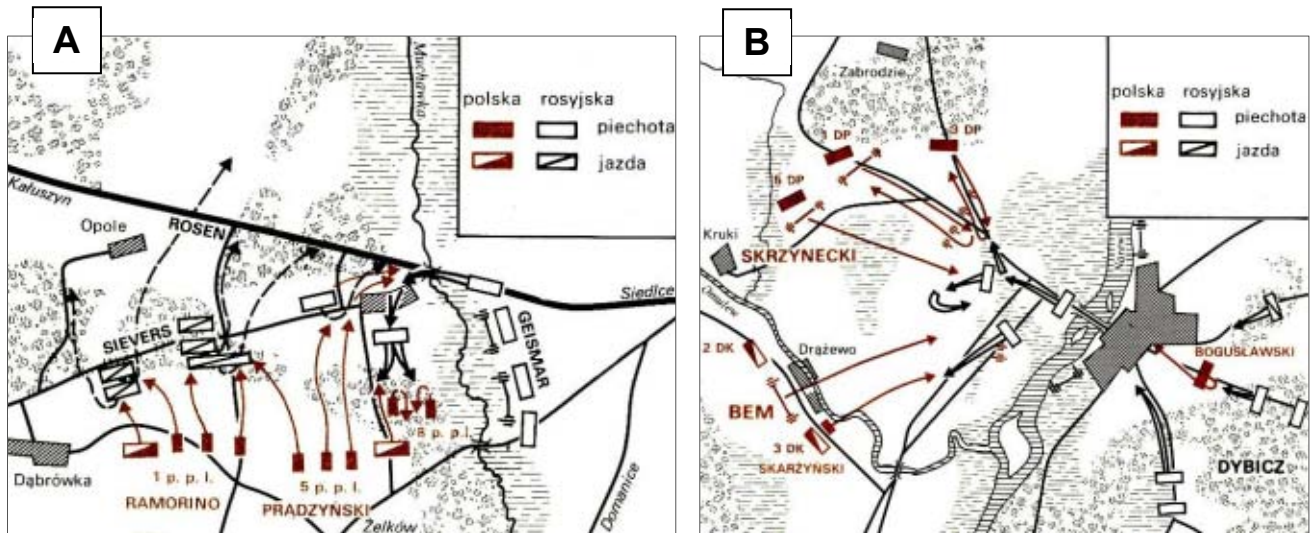 A
Muchawka
polska rosyjska
piechota
jazda
Kałuszyn
Opole
ROSEN
Siedlce
SIEVERS
GEISMAR
8 p. p. l.
Dąbrówka
1 p. p. l.
5 p. p. l.
RAMORINO
PRĄDZYŃSKI
Żelków
Domanice
B
Zabrodzie
polska rosyjska
piechota
jazda
1 DP
3 DP
5 DP
Kruki
SKRZYNECKI
Omulew
2 DK
Drążewo
BOGUSŁAWSKI
BEM
3 DK
SKARŻYŃSKI
DYBICZ